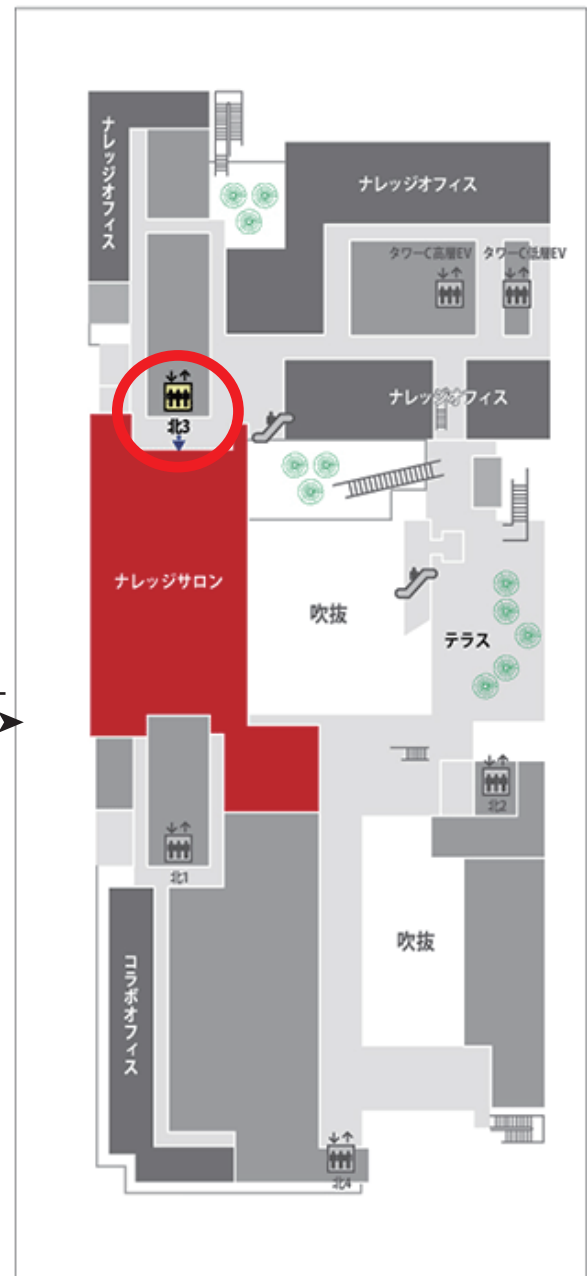 ナレッジオフィス
ナレッジオフィス
タワーC高層EV
タワーC低層EV
北3
ナレッジオフィス
ナレッジサロン
吹抜
テラス
北2
北1
吹抜
コラボオフィス
北4